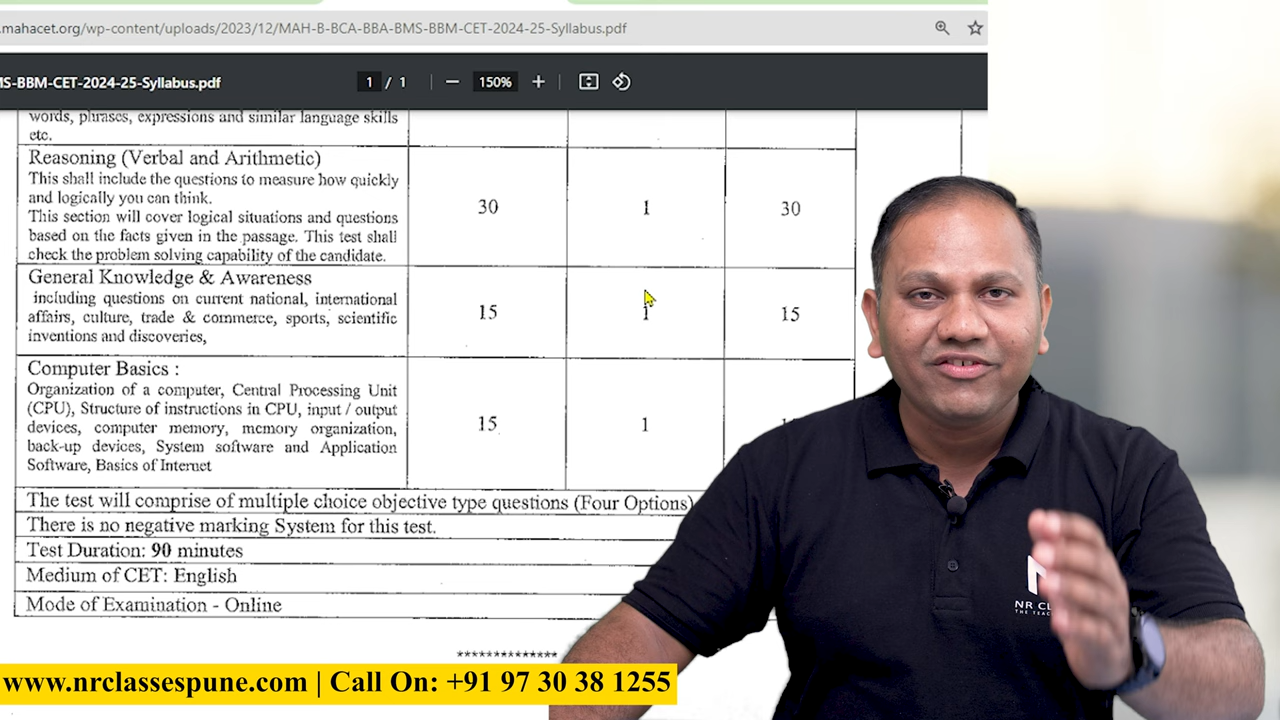 .mahacet.org/wp-content/uploads/2023/12/MAH-B-BCA-BBA-BMS-BBM-CET-2024-25-Syllabus.pdf
MS-BBM-CET-2024-25-Syllabus.pdf
1 / 1
150%
words, phrases, expressions and similar language skills
etc.
Reasoning (Verbal and Arithmetic)
This shall include the questions to measure how quickly
and logically you can think.
This section will cover logical situations and questions
based on the facts given in the passage. This test shall
check the problem solving capability of the candidate.
30 1 30
General Knowledge & Awareness
including questions on current national, international
affairs, culture, trade & commerce, sports, scientific
inventions and discoveries,
15 1 15
Computer Basics :
Organization of a computer, Central Processing Unit
(CPU), Structure of instructions in CPU, input / output
devices, computer memory, memory organization,
back-up devices, System software and Application
Software, Basics of Internet
15 1
The test will comprise of multiple choice objective type questions (Four Options)
There is no negative marking System for this test.
Test Duration: 90 minutes
Medium of CET: English
Mode of Examination - Online
**************
www.nrclassespune.com | Call On: +91 97 30 38 1255
NR